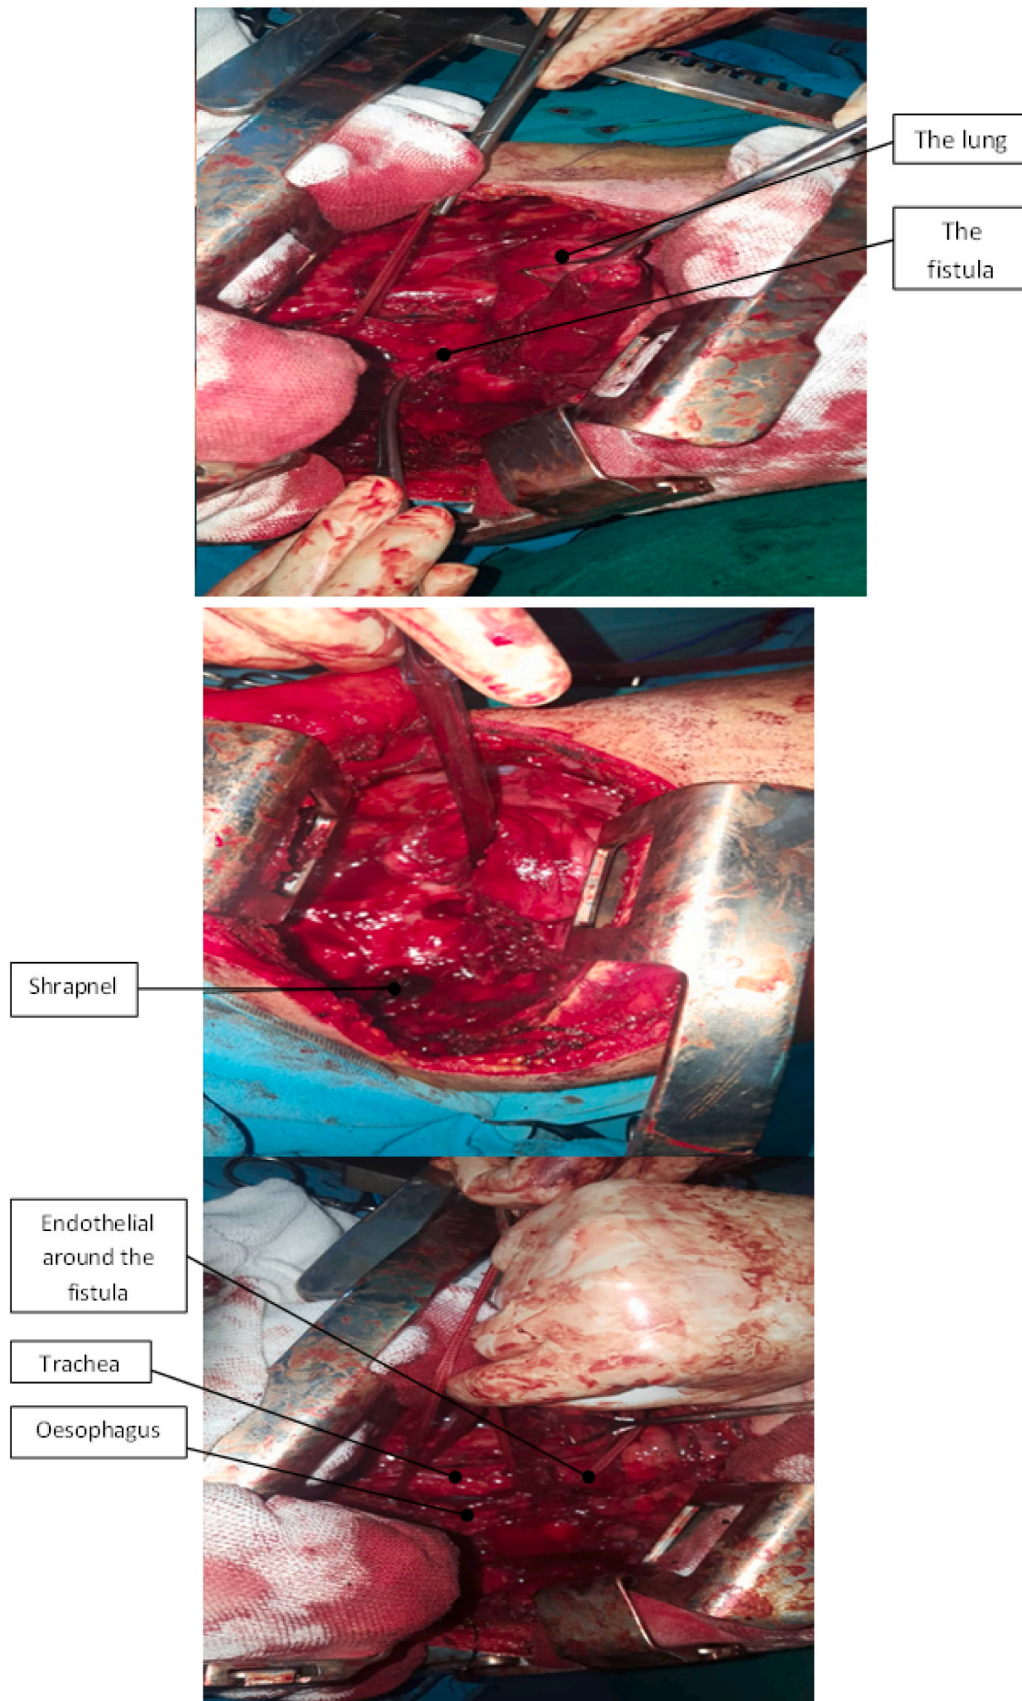 The lung
The
fistula
Shrapnel
Endothelial
around the
fistula
Trachea
Oesophagus